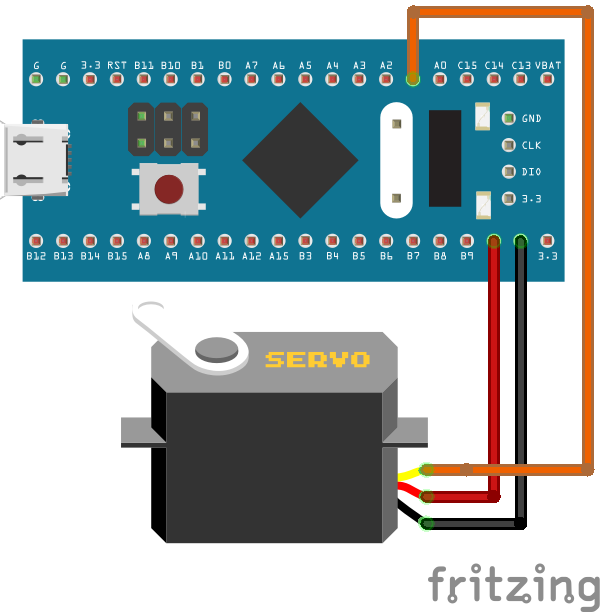 G G 3.3 RST B11 B10 B1 B0 A7 A6 A5 A4 A3 A2 A0 C15 C14 C13 VBAT
GND
CLK
DIO
3.3
B12 B13 B14 B15 A8 A9 A10 A11 A12 A15 B3 B4 B5 B6 B7 B8 B9 3.3
SERVO
fritzing